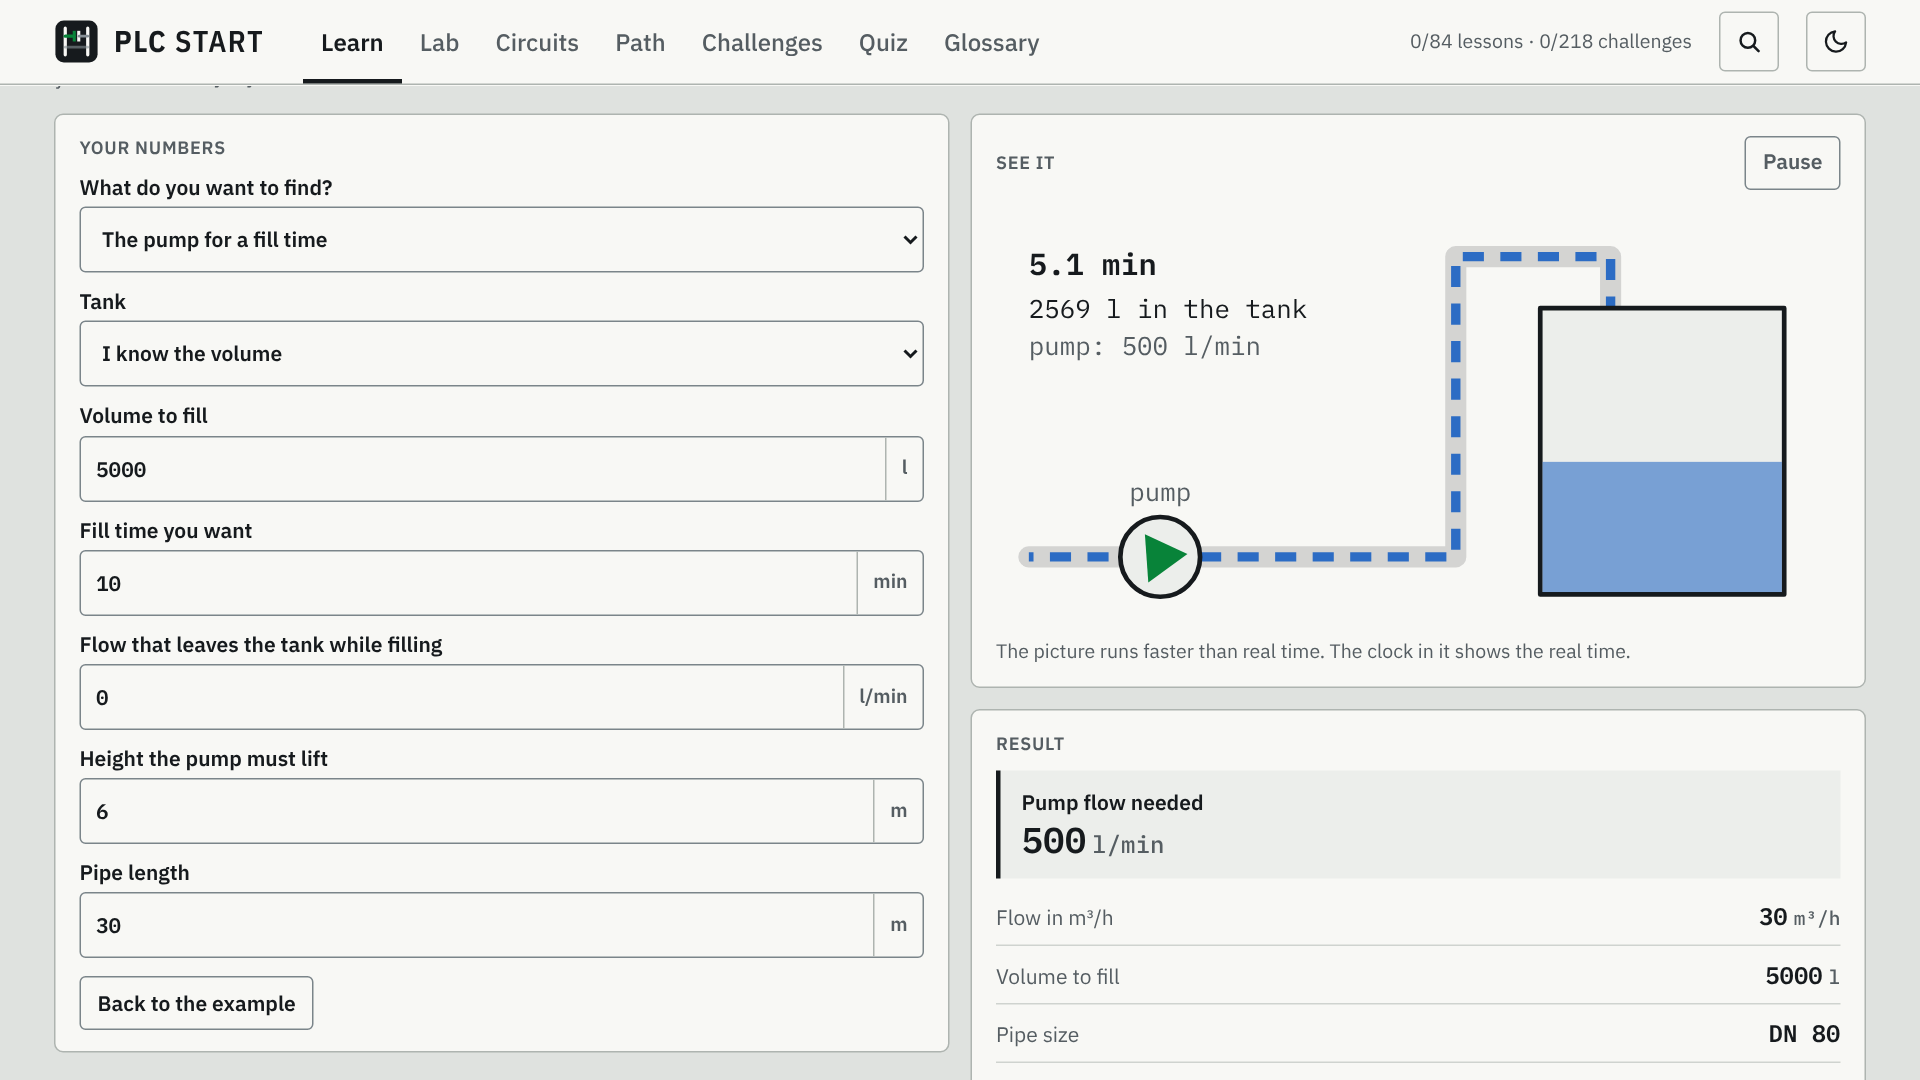 PLC START
Learn
Lab
Circuits
Path
Challenges
Quiz
Glossary
0/84 lessons · 0/218 challenges
YOUR NUMBERS
What do you want to find?
The pump for a fill time
Tank
I know the volume
Volume to fill
5000 l
Fill time you want
10 min
Flow that leaves the tank while filling
0 l/min
Height the pump must lift
6 m
Pipe length
30 m
Back to the example
SEE IT
Pause
5.1 min
2569 l in the tank
pump: 500 l/min
pump
The picture runs faster than real time. The clock in it shows the real time.
RESULT
Pump flow needed
500 l/min
Flow in m³/h 30 m³/h
Volume to fill 5000 l
Pipe size DN 80